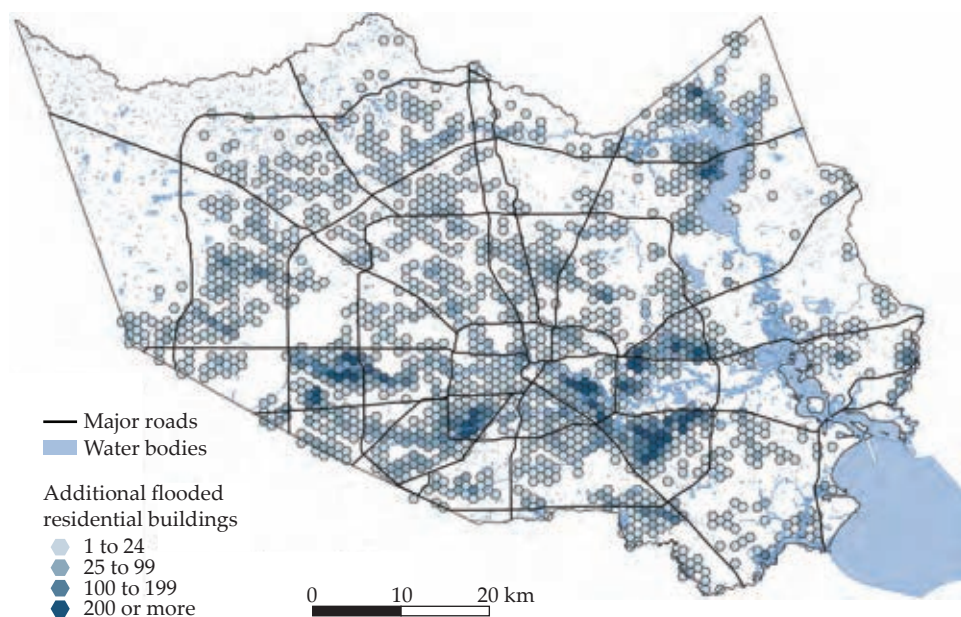 Major roads
Water bodies
Additional flooded
residential buildings
1 to 24
25 to 99
100 to 199
200 or more
0 10 20 km